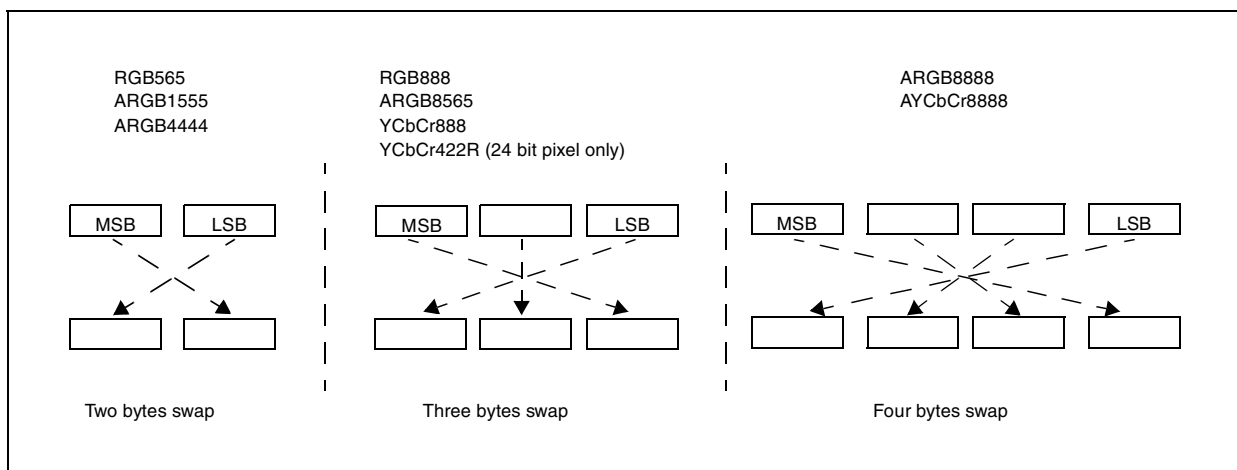 RGB565
ARGB1555
ARGB4444
RGB888
ARGB8565
YCbCr888
YCbCr422R (24 bit pixel only)
ARGB8888
AYCbCr8888
MSB
LSB
MSB
LSB
MSB
LSB
Two bytes swap
Three bytes swap
Four bytes swap